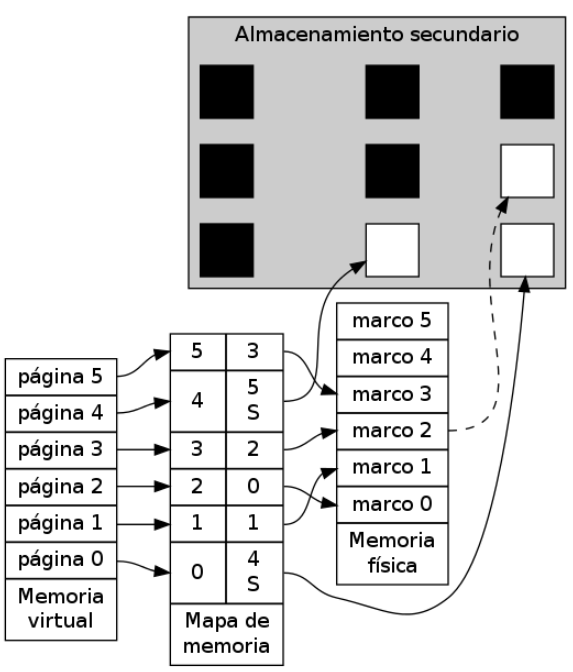 Almacenamiento secundario
marco 5
marco 4
marco 3
marco 2
marco 1
marco 0
Memoria
física
5 3
4 5
S
3 2
2 0
1 1
0 4
S
Mapa de
memoria
página 5
página 4
página 3
página 2
página 1
página 0
Memoria
virtual